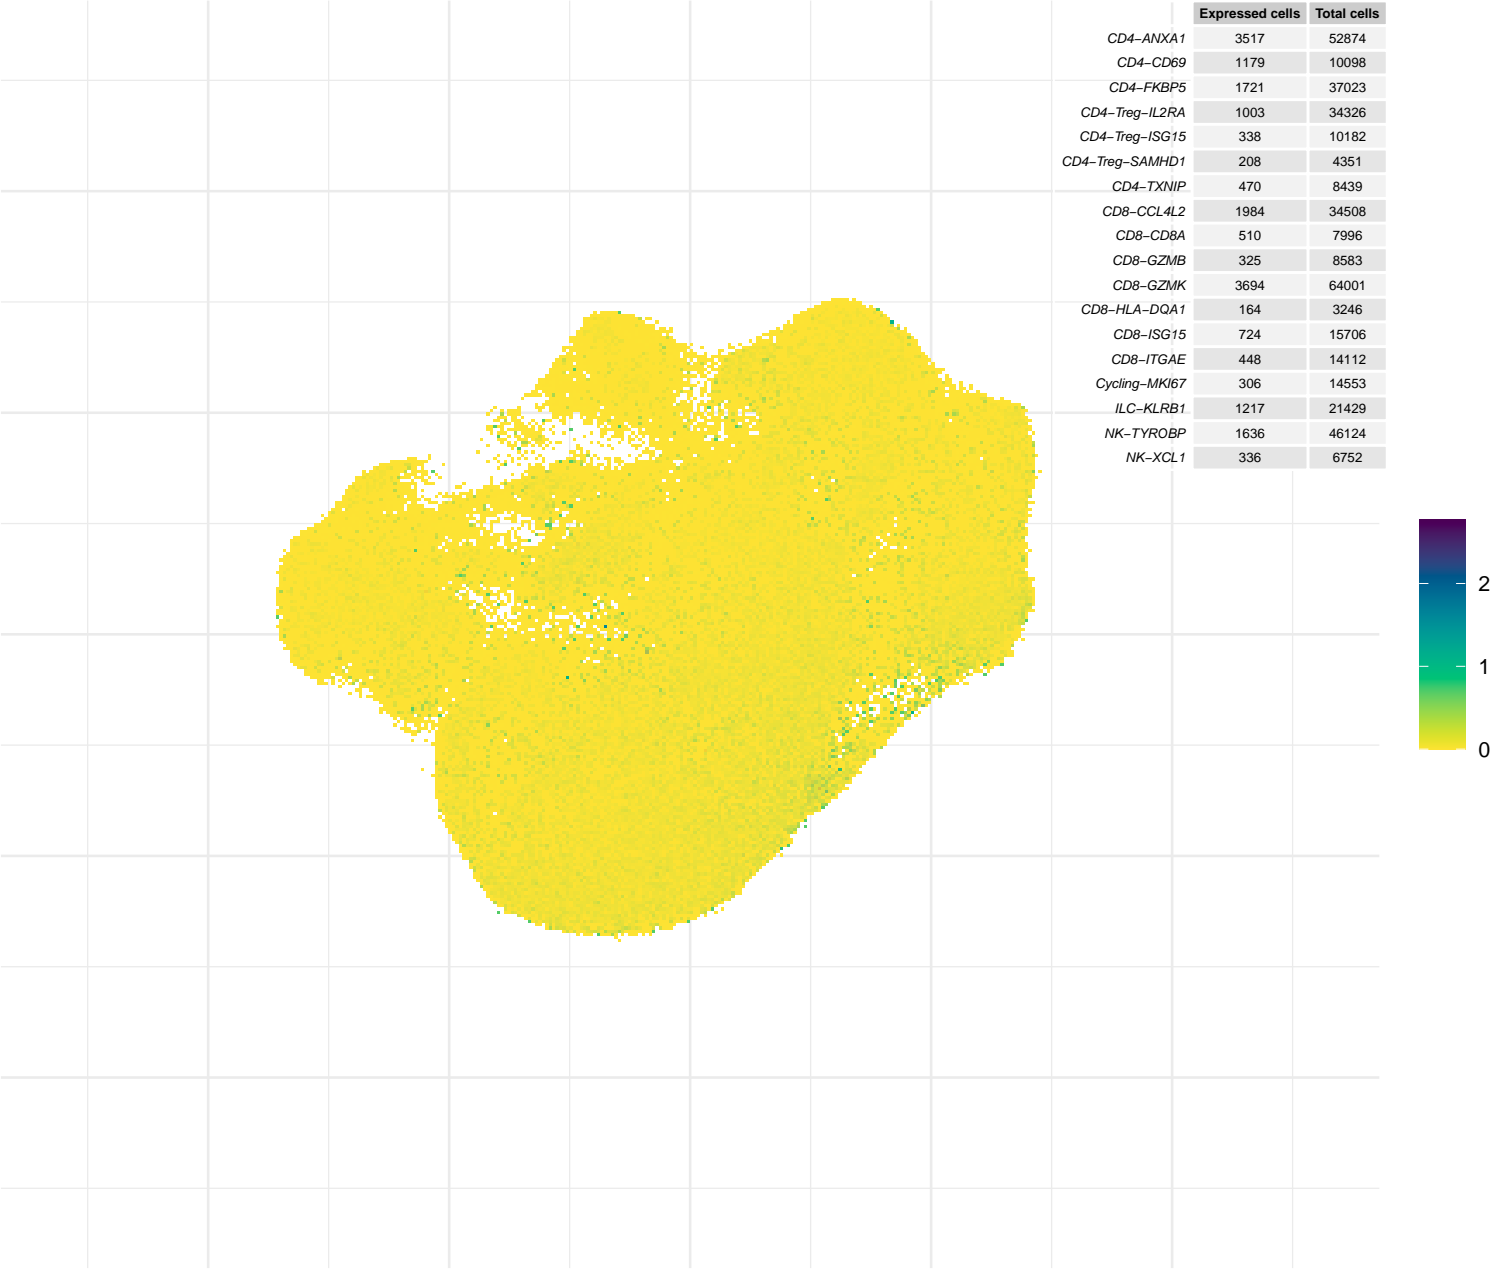 Expressed cells Total cells
CD4−ANXA1 3517 52874
CD4−CD69 1179 10098
CD4−FKBP5 1721 37023
CD4−Treg−IL2RA 1003 34326
CD4−Treg−ISG15 338 10182
CD4−Treg−SAMHD1 208 4351
CD4−TXNIP 470 8439
CD8−CCL4L2 1984 34508
CD8−CD8A 510 7996
CD8−GZMB 325 8583
CD8−GZMK 3694 64001
CD8−HLA−DQA1 164 3246
CD8−ISG15 724 15706
CD8−ITGAE 448 14112
Cycling−MKI67 306 14553
ILC−KLRB1 1217 21429
NK−TYROBP 1636 46124
NK−XCL1 336 6752
2
1
0